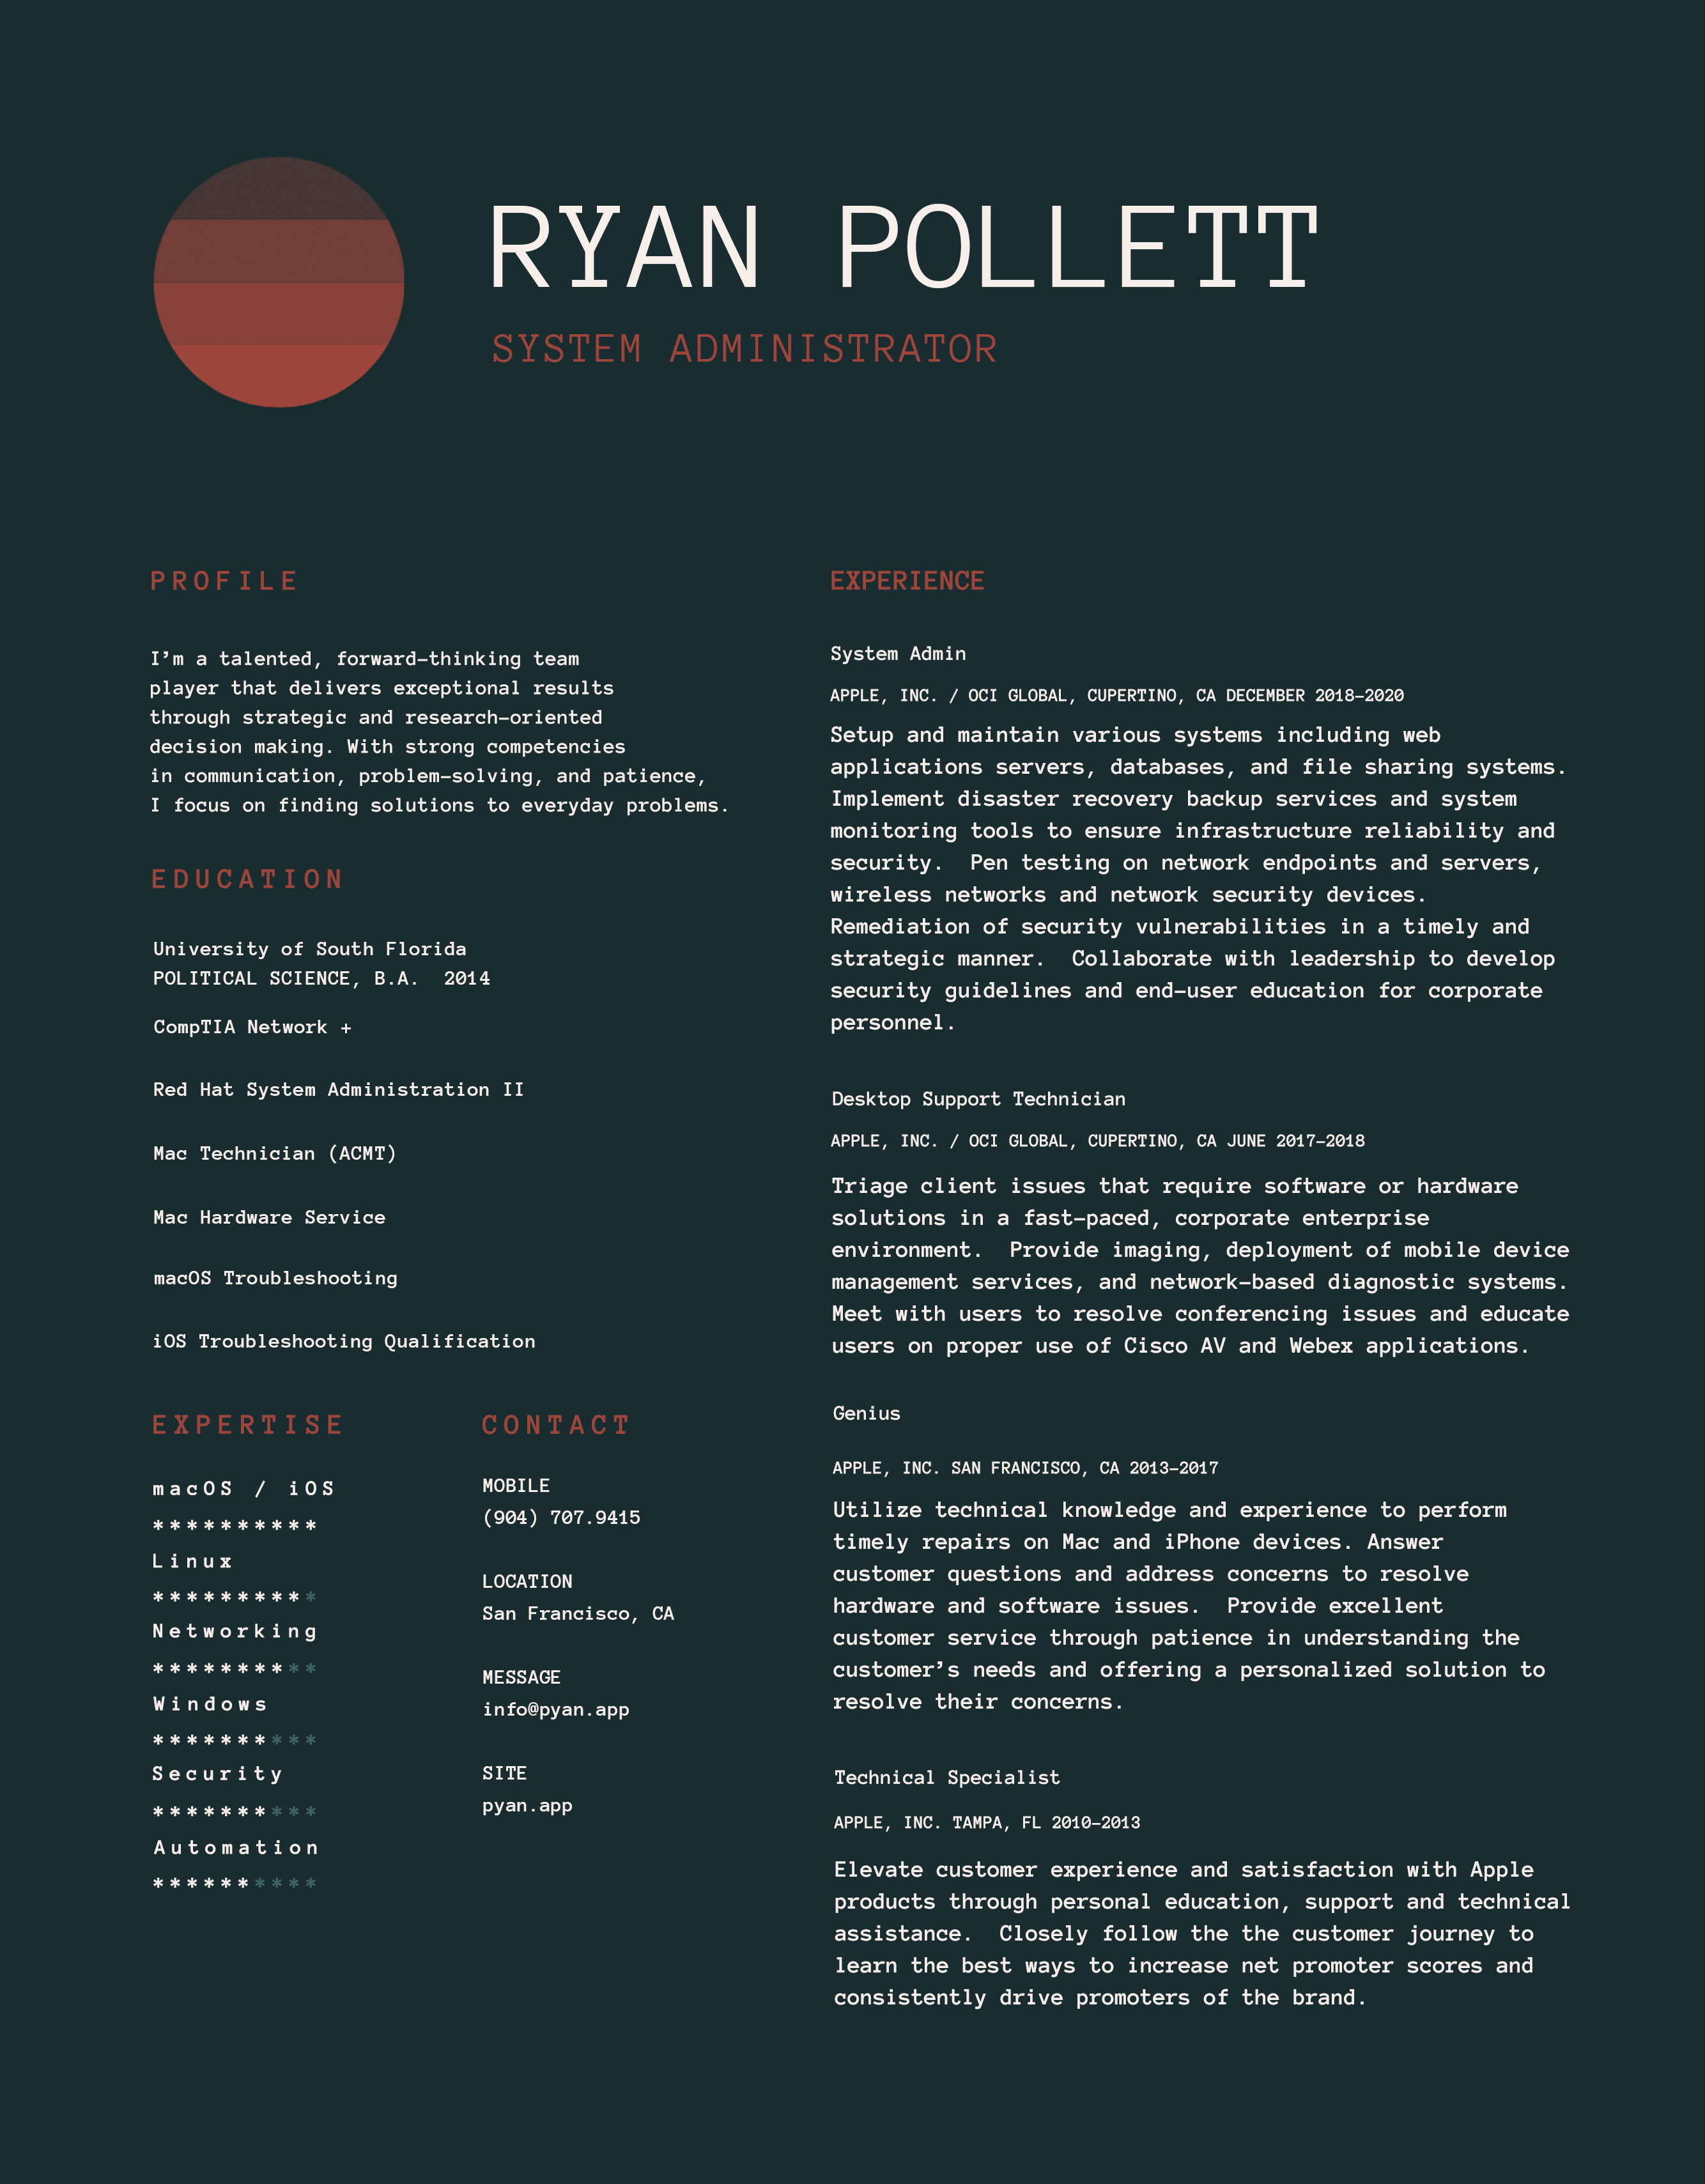 RYAN POLLETT
SYSTEM ADMINISTRATOR
PROFILE
I’m a talented, forward-thinking team
player that delivers exceptional results
through strategic and research-oriented
decision making. With strong competencies
in communication, problem-solving, and patience,
I focus on finding solutions to everyday problems.
EDUCATION
University of South Florida
POLITICAL SCIENCE, B.A.  2014
CompTIA Network +
Red Hat System Administration II
Mac Technician (ACMT)
Mac Hardware Service
macOS Troubleshooting
iOS Troubleshooting Qualification
EXPERTISE
macOS / iOS
**********
Linux
**********
Networking
**********
Windows
**********
Security
**********
Automation
**********
CONTACT
MOBILE
(904) 707.9415
LOCATION
San Francisco, CA
MESSAGE
info@pyan.app
SITE
pyan.app
EXPERIENCE
System Admin
APPLE, INC. / OCI GLOBAL, CUPERTINO, CA DECEMBER 2018-2020
Setup and maintain various systems including web
applications servers, databases, and file sharing systems.
Implement disaster recovery backup services and system
monitoring tools to ensure infrastructure reliability and
security.  Pen testing on network endpoints and servers,
wireless networks and network security devices.
Remediation of security vulnerabilities in a timely and
strategic manner.  Collaborate with leadership to develop
security guidelines and end-user education for corporate
personnel.
Desktop Support Technician
APPLE, INC. / OCI GLOBAL, CUPERTINO, CA JUNE 2017-2018
Triage client issues that require software or hardware
solutions in a fast-paced, corporate enterprise
environment.  Provide imaging, deployment of mobile device
management services, and network-based diagnostic systems.
Meet with users to resolve conferencing issues and educate
users on proper use of Cisco AV and Webex applications.
Genius
APPLE, INC. SAN FRANCISCO, CA 2013-2017
Utilize technical knowledge and experience to perform
timely repairs on Mac and iPhone devices. Answer
customer questions and address concerns to resolve
hardware and software issues.  Provide excellent
customer service through patience in understanding the
customer’s needs and offering a personalized solution to
resolve their concerns.
Technical Specialist
APPLE, INC. TAMPA, FL 2010-2013
Elevate customer experience and satisfaction with Apple
products through personal education, support and technical
assistance.  Closely follow the the customer journey to
learn the best ways to increase net promoter scores and
consistently drive promoters of the brand.